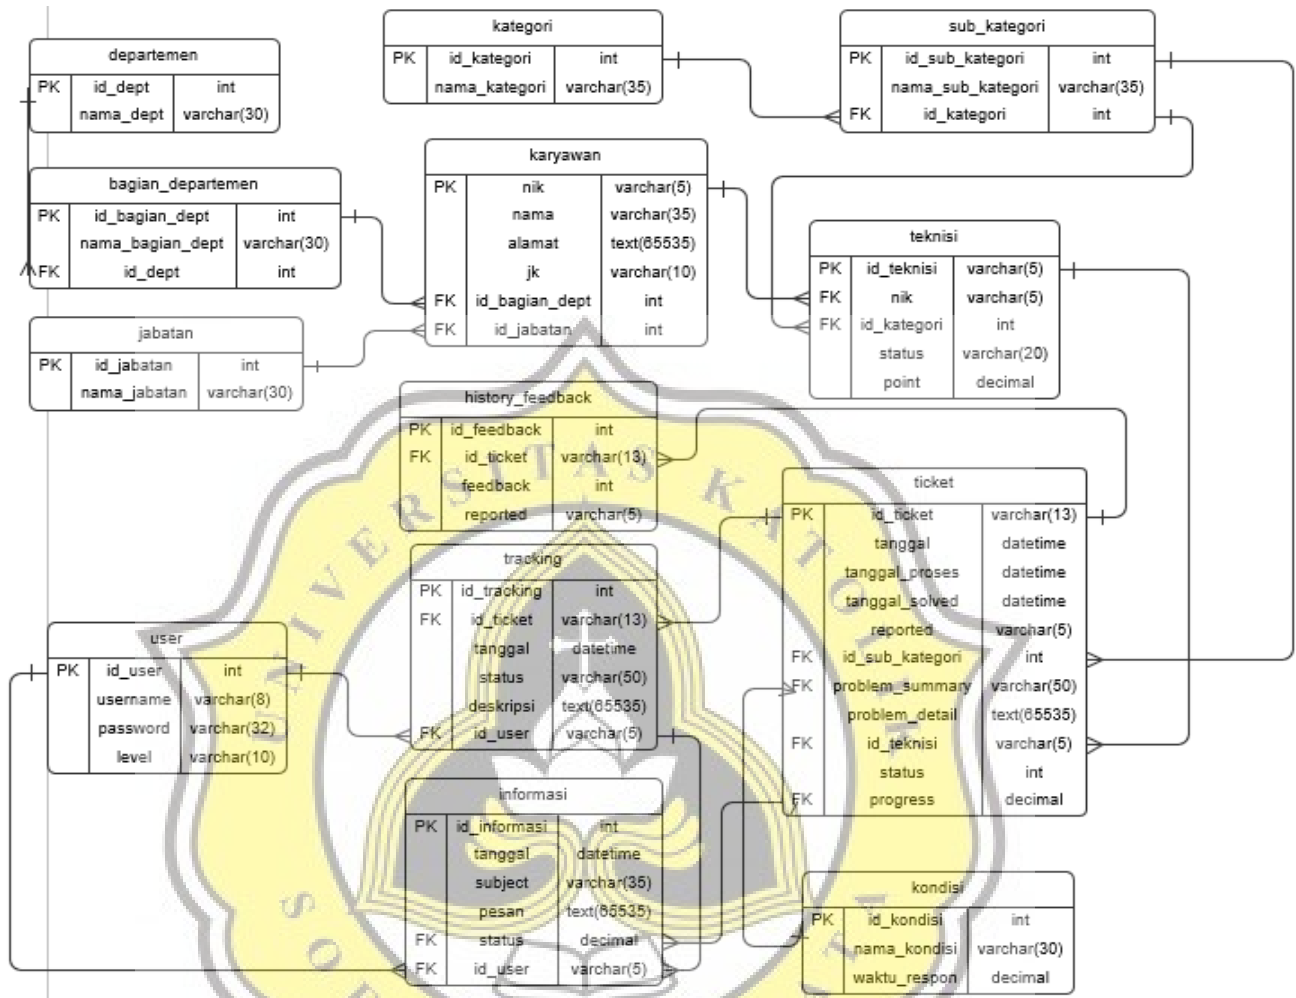 departemen
PK id_dept int
nama_dept varchar(30)
kategori
PK id_kategori int
nama_kategori varchar(35)
sub_kategori
PK id_sub_kategori int
nama_sub_kategori varchar(35)
FK id_kategori int
bagian_departemen
PK id_bagian_dept int
nama_bagian_dept varchar(30)
FK id_dept int
karyawan
PK nik varchar(5)
nama varchar(35)
alamat text(65535)
jk varchar(10)
FK id_bagian_dept int
FK id_jabatan int
teknisi
PK id_teknisi varchar(5)
FK nik varchar(5)
FK id_kategori int
status varchar(20)
point decimal
jabatan
PK id_jabatan int
nama_jabatan varchar(30)
history_feedback
PK id_feedback int
FK id_ticket varchar(13)
feedback int
reported varchar(5)
ticket
PK id_ticket varchar(13)
tanggal datetime
tanggal_proses datetime
tanggal_solved datetime
reported varchar(5)
FK id_sub_kategori int
FK problem_summary varchar(50)
problem_detail text(65535)
FK id_teknisi varchar(5)
status int
FK progress decimal
tracking
PK id_tracking int
FK id_ticket varchar(13)
tanggal datetime
status varchar(50)
deskripsi text(65535)
FK id_user varchar(5)
user
PK id_user int
username varchar(8)
password varchar(32)
level varchar(10)
informasi
PK id_informasi int
tanggal datetime
subject varchar(35)
pesan text(65535)
FK status decimal
FK id_user varchar(5)
kondisi
PK id_kondisi int
nama_kondisi varchar(30)
waktu_respon decimal
UNIVERSITAS KATOLIK